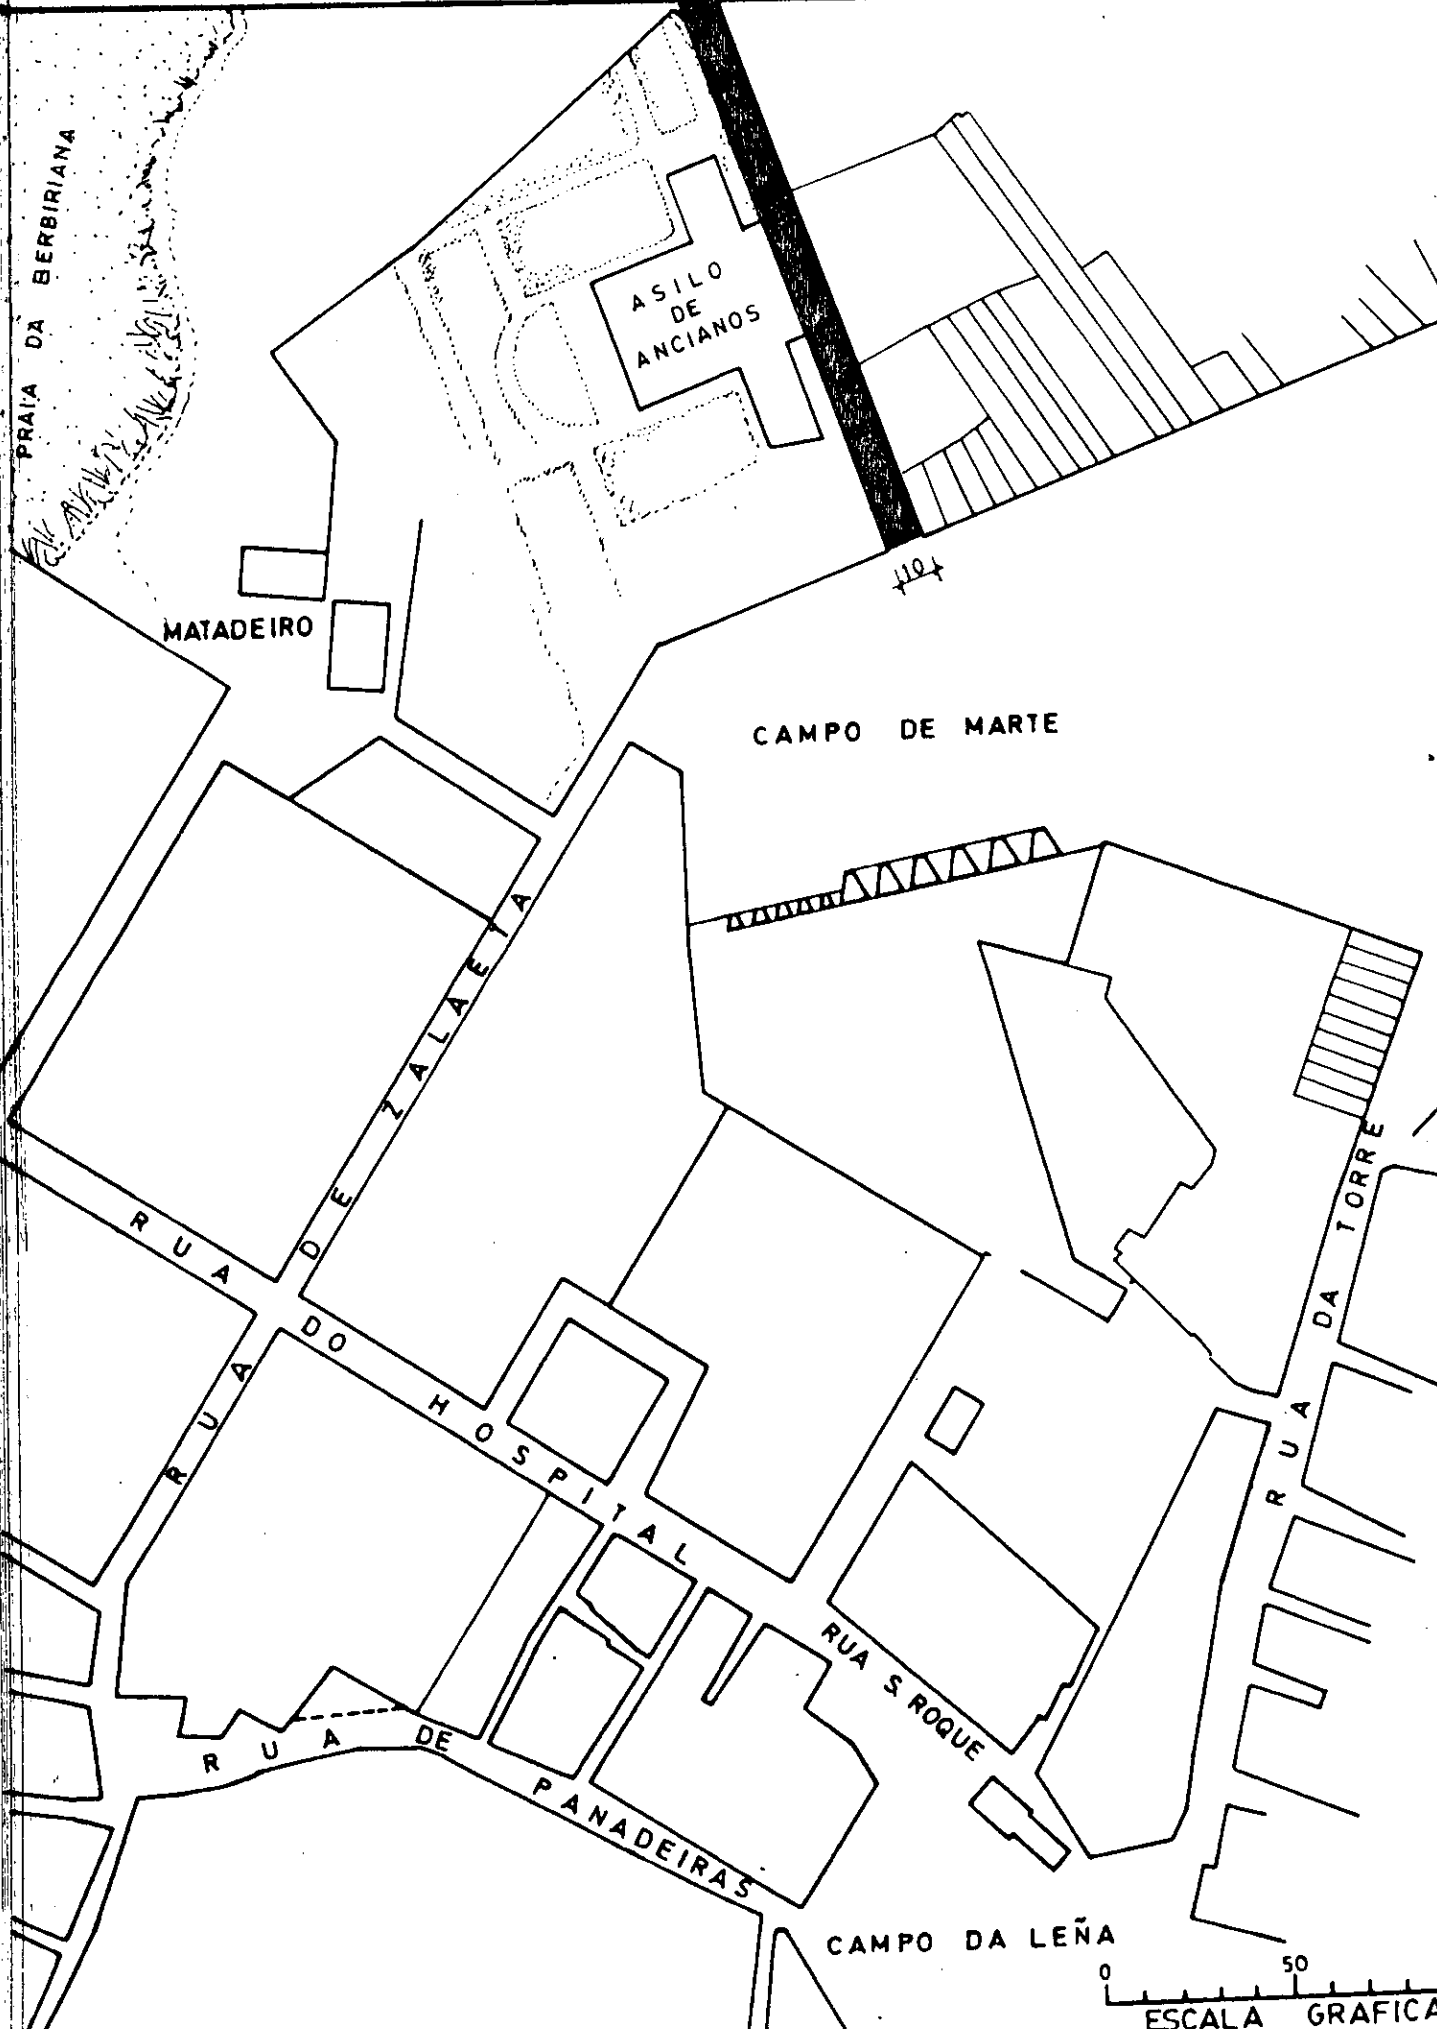 PRAIA DA BERBIRIANA
ASILO
DE
ANCIANOS
10
MATADEIRO
CAMPO DE MARTE
RUA DE ZALAETA
RUA DO HOSPITAL
RUA DA TORRE
RUA S. ROQUE
RUA DE PANADEIRAS
CAMPO DA LEÑA
0 50
ESCALA GRAFICA